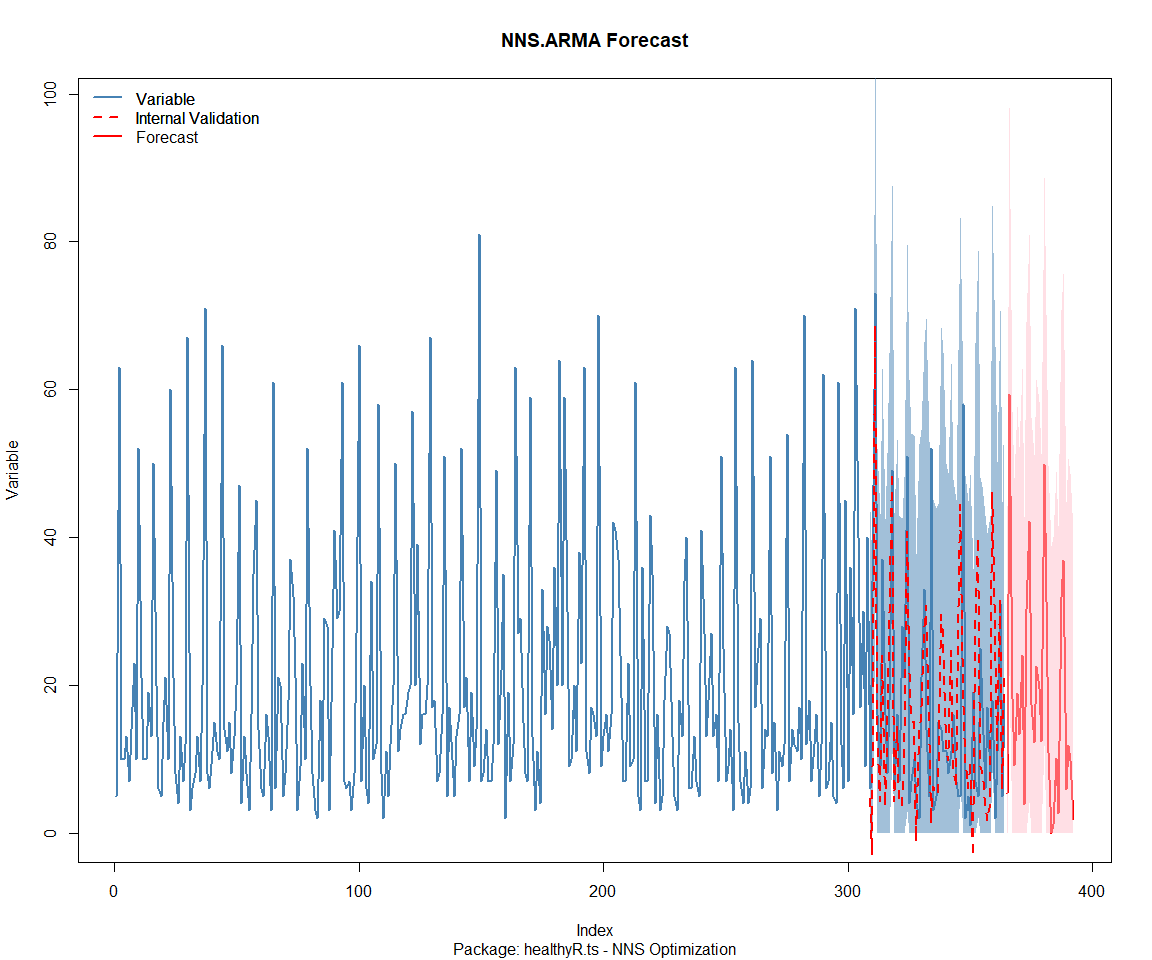 NNS.ARMA Forecast
Variable
Internal Validation
Forecast
Variable
100
80
60
40
20
0
0 100 200 300 400
Index
Package: healthyR.ts - NNS Optimization